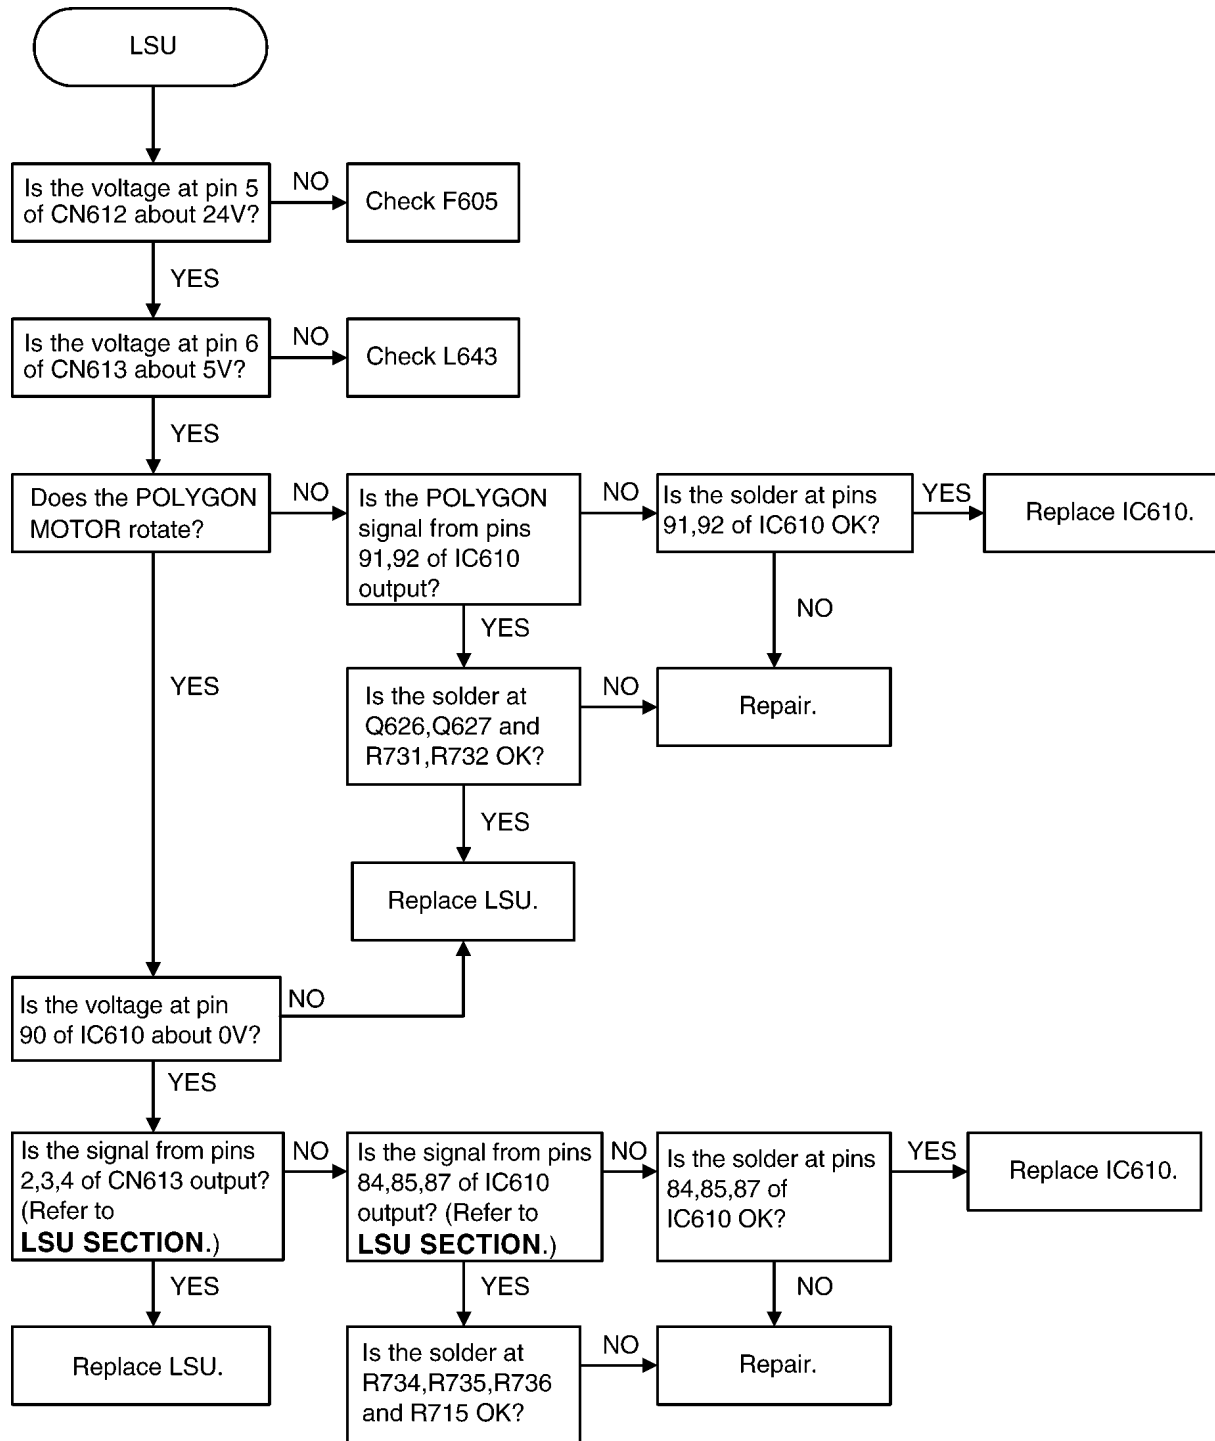 LSU
Is the voltage at pin 5
of CN612 about 24V?
NO
Check F605
YES
Is the voltage at pin 6
of CN613 about 5V?
NO
Check L643
YES
Does the POLYGON
MOTOR rotate?
NO
Is the POLYGON
signal from pins
91,92 of IC610
output?
NO
Is the solder at pins
91,92 of IC610 OK?
YES
Replace IC610.
NO
YES
YES
Is the solder at
Q626,Q627 and
R731,R732 OK?
NO
Repair.
YES
Replace LSU.
Is the voltage at pin
90 of IC610 about 0V?
NO
YES
Is the signal from pins
2,3,4 of CN613 output?
(Refer to
LSU SECTION.)
NO
Is the signal from pins
84,85,87 of IC610
output? (Refer to
LSU SECTION.)
NO
Is the solder at pins
84,85,87 of
IC610 OK?
YES
Replace IC610.
YES
YES
NO
Replace LSU.
Is the solder at
R734,R735,R736
and R715 OK?
NO
Repair.